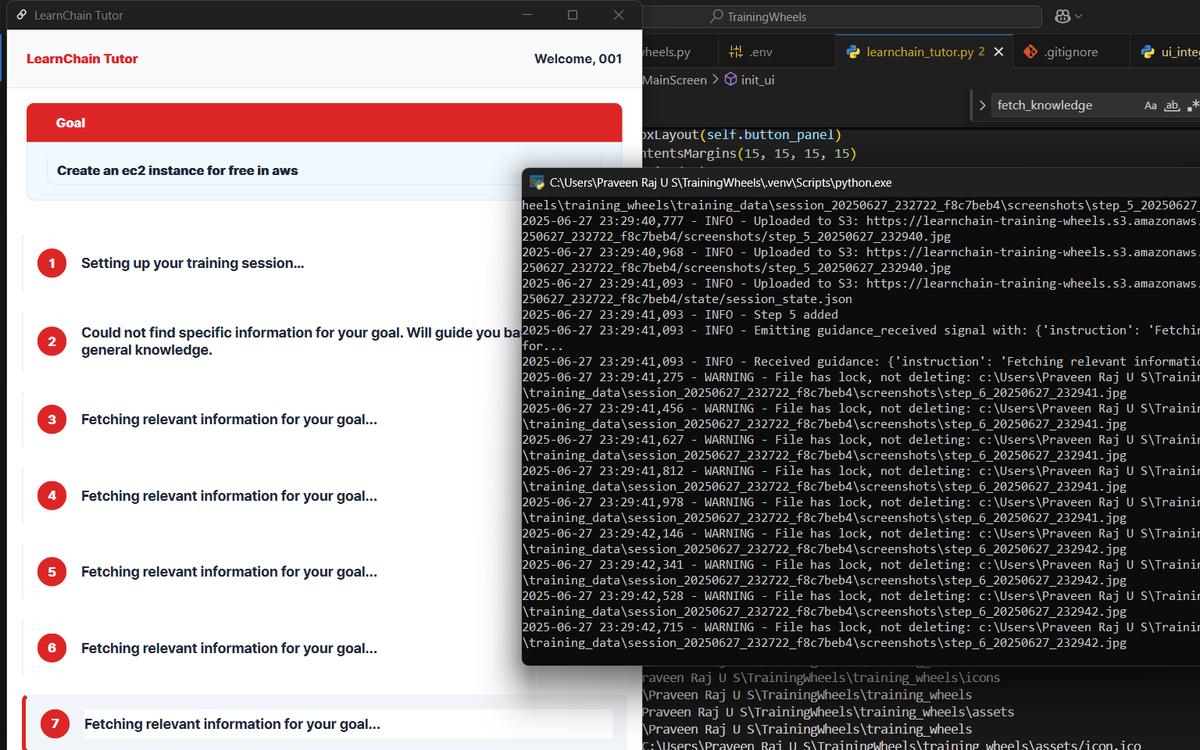 LearnChain Tutor
LearnChain Tutor
Welcome, 001
Goal
Create an ec2 instance for free in aws
1 Setting up your training session...
2 Could not find specific information for your goal. Will guide you ba
general knowledge.
3 Fetching relevant information for your goal...
4 Fetching relevant information for your goal...
5 Fetching relevant information for your goal...
6 Fetching relevant information for your goal...
7 Fetching relevant information for your goal...
TrainingWheels
heels.py .env learnchain_tutor.py 2 .gitignore ui_inte
MainScreen > init_ui
fetch_knowledge Aa ab
oxLayout(self.button_panel)
ntentsMargins(15, 15, 15, 15)
C:\Users\Praveen Raj U S\TrainingWheels\.venv\Scripts\python.exe
heels\training_wheels\training_data\session_20250627_232722_f8c7beb4\screenshots\step_5_20250627_
2025-06-27 23:29:40,777 - INFO - Uploaded to S3: https://learnchain-training-wheels.s3.amazonaws.
250627_232722_f8c7beb4/screenshots/step_5_20250627_232940.jpg
2025-06-27 23:29:40,968 - INFO - Uploaded to S3: https://learnchain-training-wheels.s3.amazonaws.
250627_232722_f8c7beb4/screenshots/step_5_20250627_232940.jpg
2025-06-27 23:29:41,093 - INFO - Uploaded to S3: https://learnchain-training-wheels.s3.amazonaws.
250627_232722_f8c7beb4/state/session_state.json
2025-06-27 23:29:41,093 - INFO - Step 5 added
2025-06-27 23:29:41,093 - INFO - Emitting guidance_received signal with: {'instruction': 'Fetchin
for...
2025-06-27 23:29:41,093 - INFO - Received guidance: {'instruction': 'Fetching relevant informatio
2025-06-27 23:29:41,275 - WARNING - File has lock, not deleting: c:\Users\Praveen Raj U S\Trainin
\training_data\session_20250627_232722_f8c7beb4\screenshots\step_6_20250627_232941.jpg
2025-06-27 23:29:41,456 - WARNING - File has lock, not deleting: c:\Users\Praveen Raj U S\Trainin
\training_data\session_20250627_232722_f8c7beb4\screenshots\step_6_20250627_232941.jpg
2025-06-27 23:29:41,627 - WARNING - File has lock, not deleting: c:\Users\Praveen Raj U S\Trainin
\training_data\session_20250627_232722_f8c7beb4\screenshots\step_6_20250627_232941.jpg
2025-06-27 23:29:41,812 - WARNING - File has lock, not deleting: c:\Users\Praveen Raj U S\Trainin
\training_data\session_20250627_232722_f8c7beb4\screenshots\step_6_20250627_232941.jpg
2025-06-27 23:29:41,978 - WARNING - File has lock, not deleting: c:\Users\Praveen Raj U S\Trainin
\training_data\session_20250627_232722_f8c7beb4\screenshots\step_6_20250627_232941.jpg
2025-06-27 23:29:42,146 - WARNING - File has lock, not deleting: c:\Users\Praveen Raj U S\Trainin
\training_data\session_20250627_232722_f8c7beb4\screenshots\step_6_20250627_232942.jpg
2025-06-27 23:29:42,341 - WARNING - File has lock, not deleting: c:\Users\Praveen Raj U S\Trainin
\training_data\session_20250627_232722_f8c7beb4\screenshots\step_6_20250627_232942.jpg
2025-06-27 23:29:42,528 - WARNING - File has lock, not deleting: c:\Users\Praveen Raj U S\Trainin
\training_data\session_20250627_232722_f8c7beb4\screenshots\step_6_20250627_232942.jpg
2025-06-27 23:29:42,715 - WARNING - File has lock, not deleting: c:\Users\Praveen Raj U S\Trainin
\training_data\session_20250627_232722_f8c7beb4\screenshots\step_6_20250627_232942.jpg
raveen Raj U S\TrainingWheels\training_wheels\icons
\Praveen Raj U S\TrainingWheels\training_wheels
Praveen Raj U S\TrainingWheels\training_wheels\assets
\Praveen Raj U S\TrainingWheels\training_wheels
C:\Users\Praveen Raj U S\TrainingWheels\training_wheels\assets/icon.ico